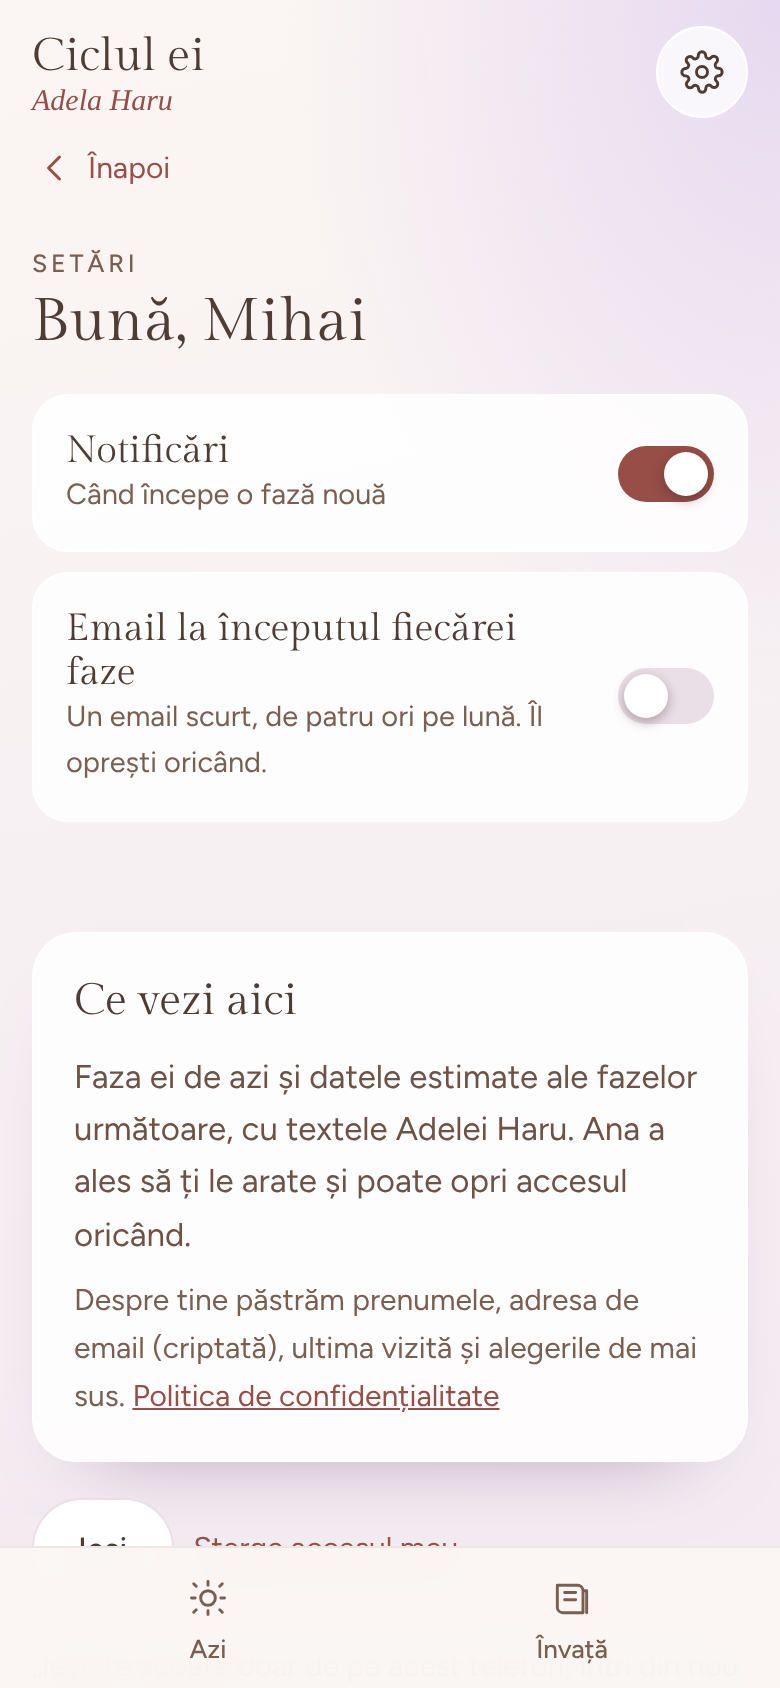 Ciclul ei
Adela Haru
Înapoi
SETĂRI
Bună, Mihai
Notificări
Când începe o fază nouă
Email la începutul fiecărei
faze
Un email scurt, de patru ori pe lună. Îl
oprești oricând.
Ce vezi aici
Faza ei de azi și datele estimate ale fazelor
următoare, cu textele Adelei Haru. Ana a
ales să ți le arate și poate opri accesul
oricând.
Despre tine păstrăm prenumele, adresa de
email (criptată), ultima vizită și alegerile de mai
sus. Politica de confidențialitate
Șterge accesul meu
Azi
Învață